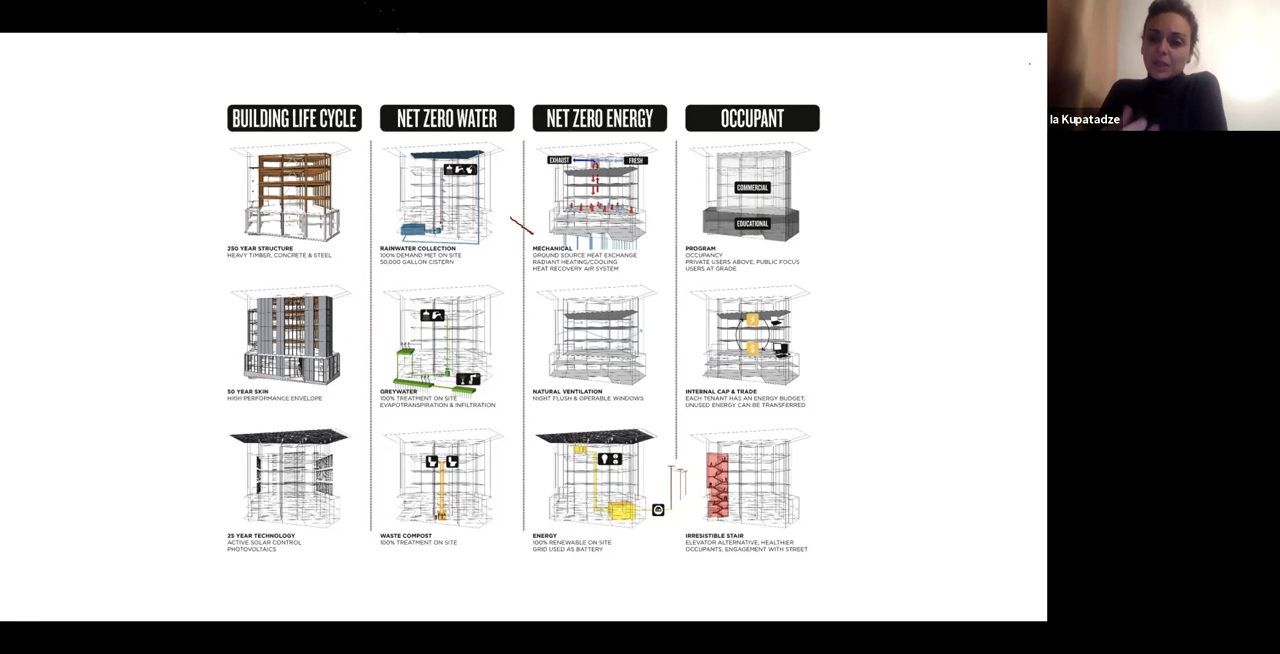 BUILDING LIFE CYCLE
NET ZERO WATER
NET ZERO ENERGY
OCCUPANT
250 YEAR STRUCTURE
HEAVY TIMBER, CONCRETE & STEEL
RAINWATER COLLECTION
100% DEMAND MET ON SITE
50,000 GALLON CISTERN
EXHAUST
FRESH
MECHANICAL
GROUND SOURCE HEAT EXCHANGE
RADIANT HEATING/COOLING
HEAT RECOVERY AIR SYSTEM
COMMERCIAL
EDUCATIONAL
PROGRAM
OCCUPANCY
PRIVATE USERS ABOVE, PUBLIC FOCUS
USERS AT GRADE
50 YEAR SKIN
HIGH PERFORMANCE ENVELOPE
GREYWATER
100% TREATMENT ON SITE
EVAPOTRANSPIRATION & INFILTRATION
NATURAL VENTILATION
NIGHT FLUSH & OPERABLE WINDOWS
$
INTERNAL CAP & TRADE
EACH TENANT HAS AN ENERGY BUDGET;
UNUSED ENERGY CAN BE TRANSFERRED
25 YEAR TECHNOLOGY
ACTIVE SOLAR CONTROL
PHOTOVOLTAICS
WASTE COMPOST
100% TREATMENT ON SITE
ENERGY
100% RENEWABLE ON SITE
GRID USED AS BATTERY
IRRESISTIBLE STAIR
ELEVATOR ALTERNATIVE, HEALTHIER
OCCUPANTS, ENGAGEMENT WITH STREET
la Kupatadze